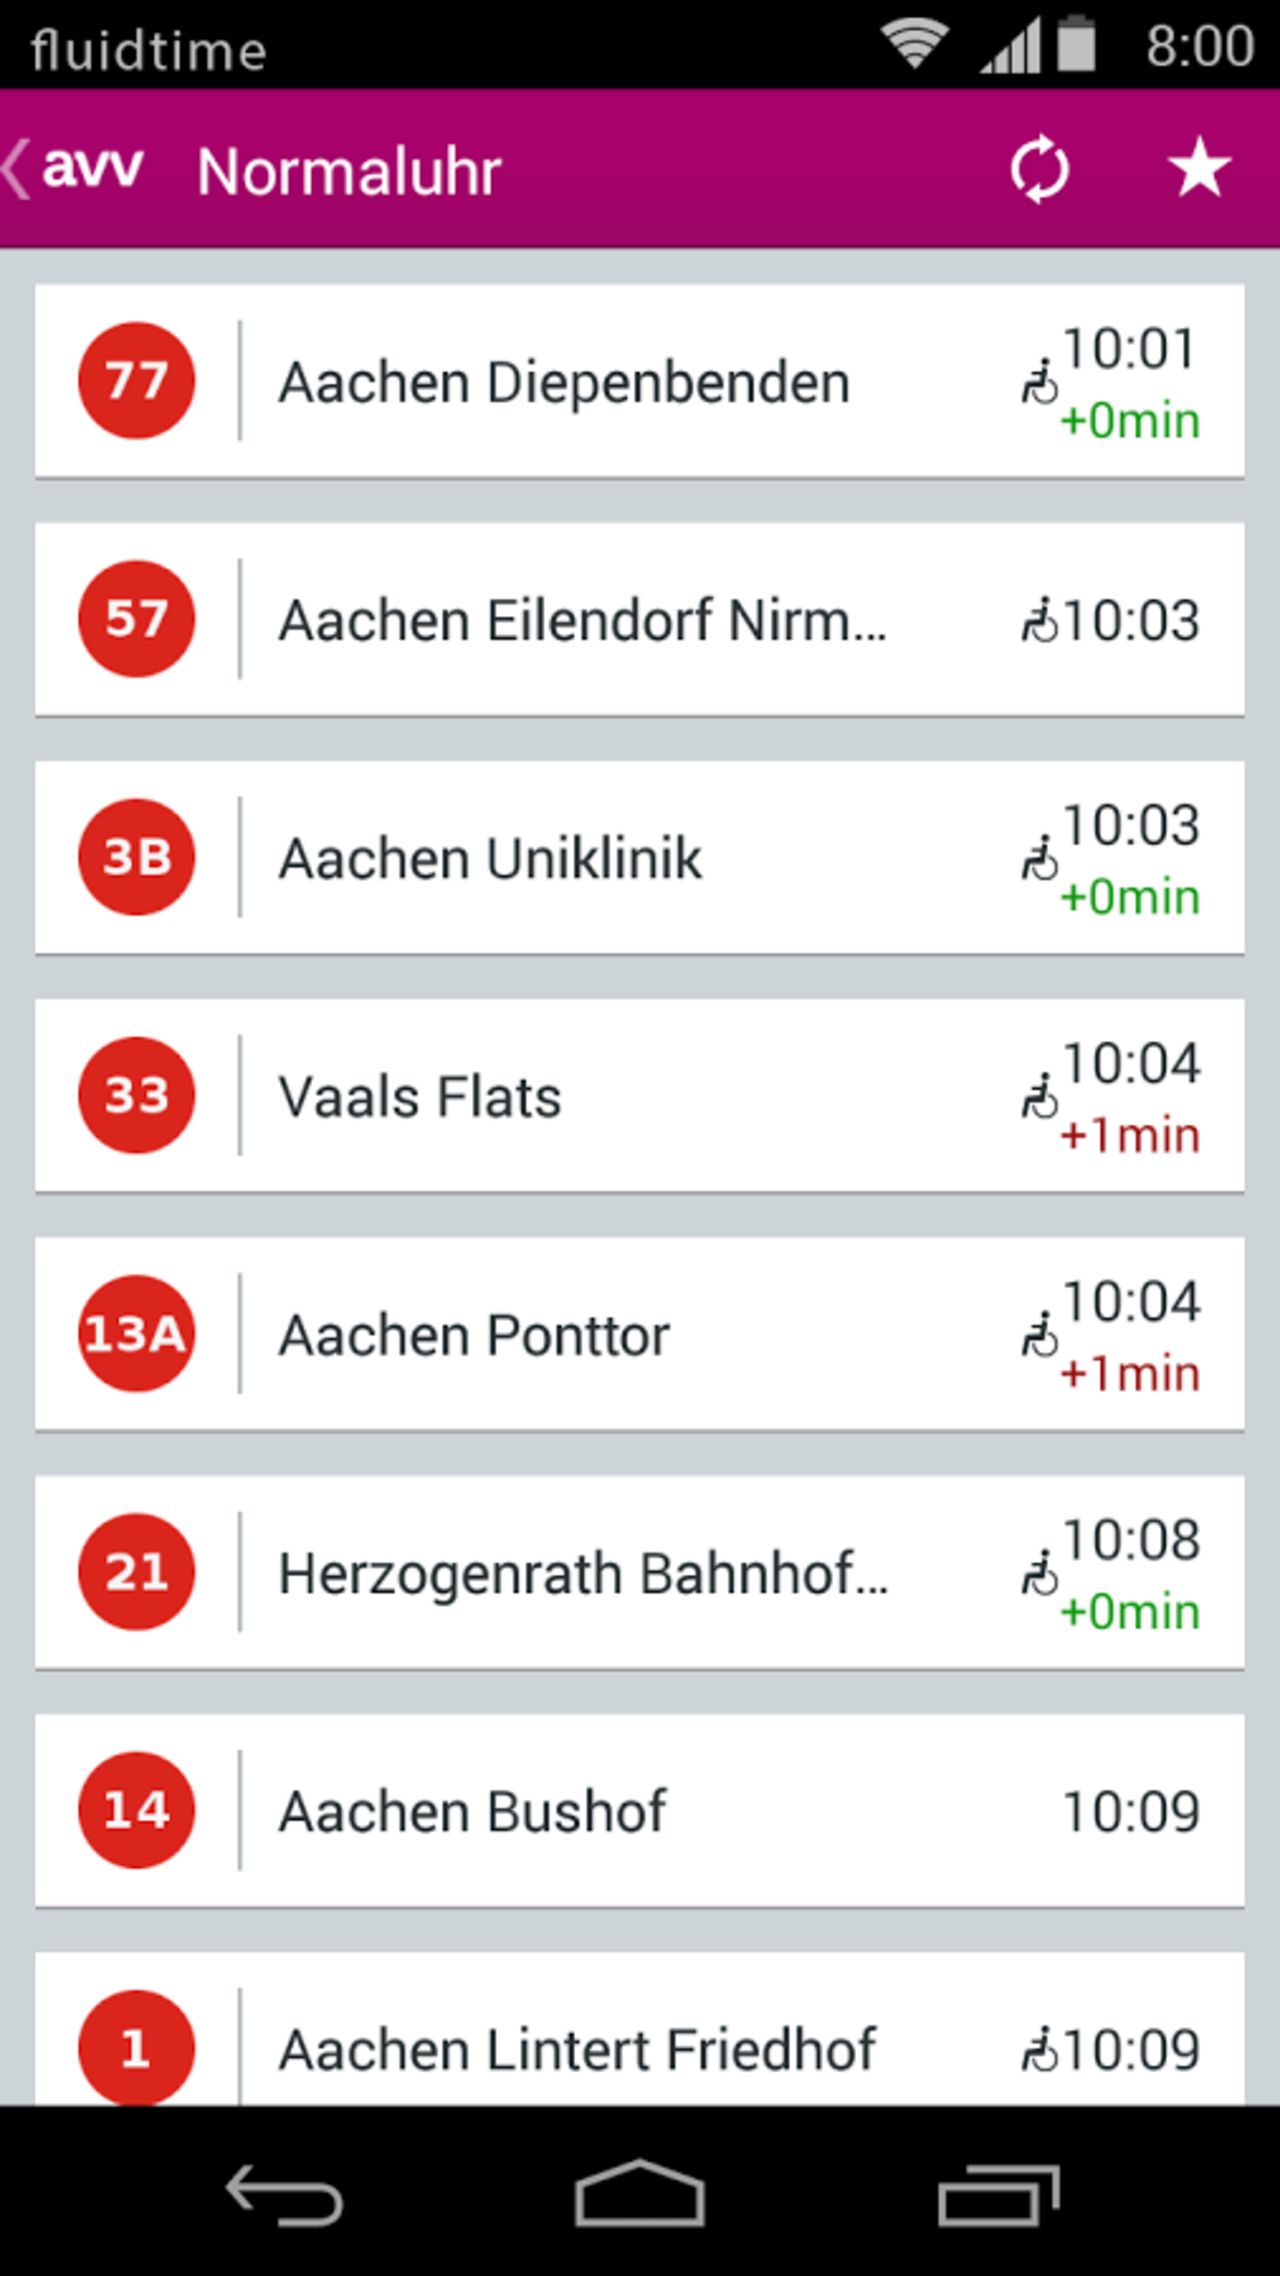 fluidtime 8:00
avv Normaluhr
77 Aachen Diepenbenden 10:01
+0min
57 Aachen Eilendorf Nirm... 10:03
3B Aachen Uniklinik 10:03
+0min
33 Vaals Flats 10:04
+1min
13A Aachen Ponttor 10:04
+1min
21 Herzogenrath Bahnhof... 10:08
+0min
14 Aachen Bushof 10:09
1 Aachen Lintert Friedhof 10:09